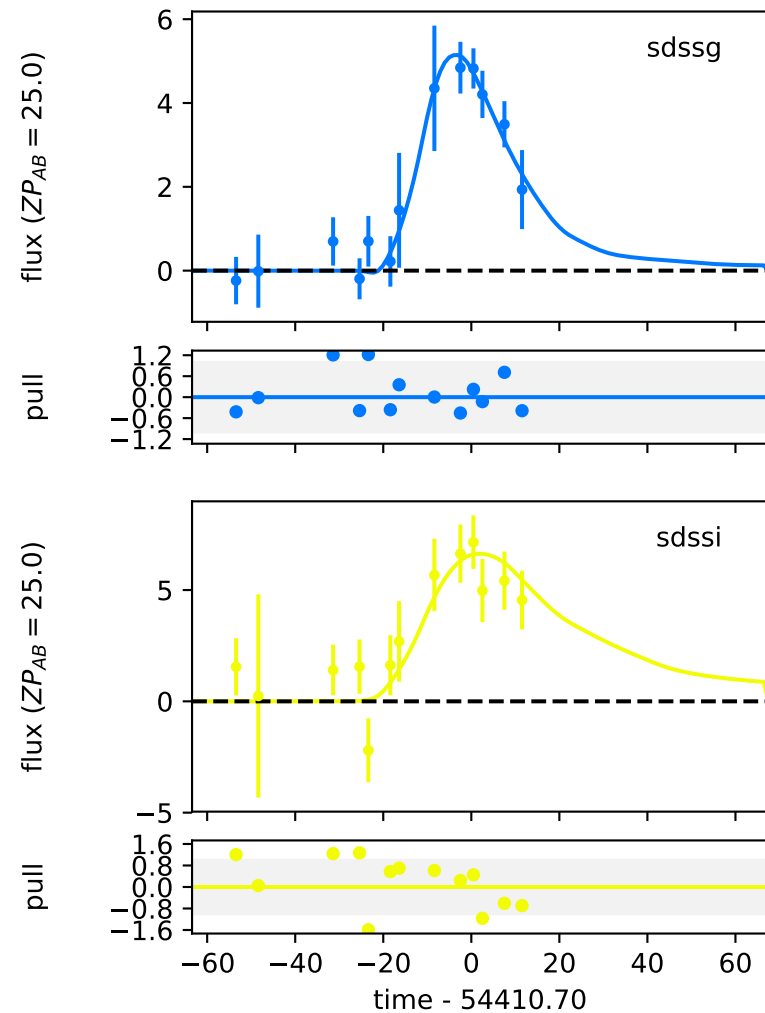 6
sdssg
4
2
0
flux (ZP_AB = 25.0)
1.2
0.6
0.0
−0.6
−1.2
pull
sdssi
5
0
−5
flux (ZP_AB = 25.0)
1.6
0.8
0.0
−0.8
−1.6
pull
−60 −40 −20 0 20 40 60
time - 54410.70